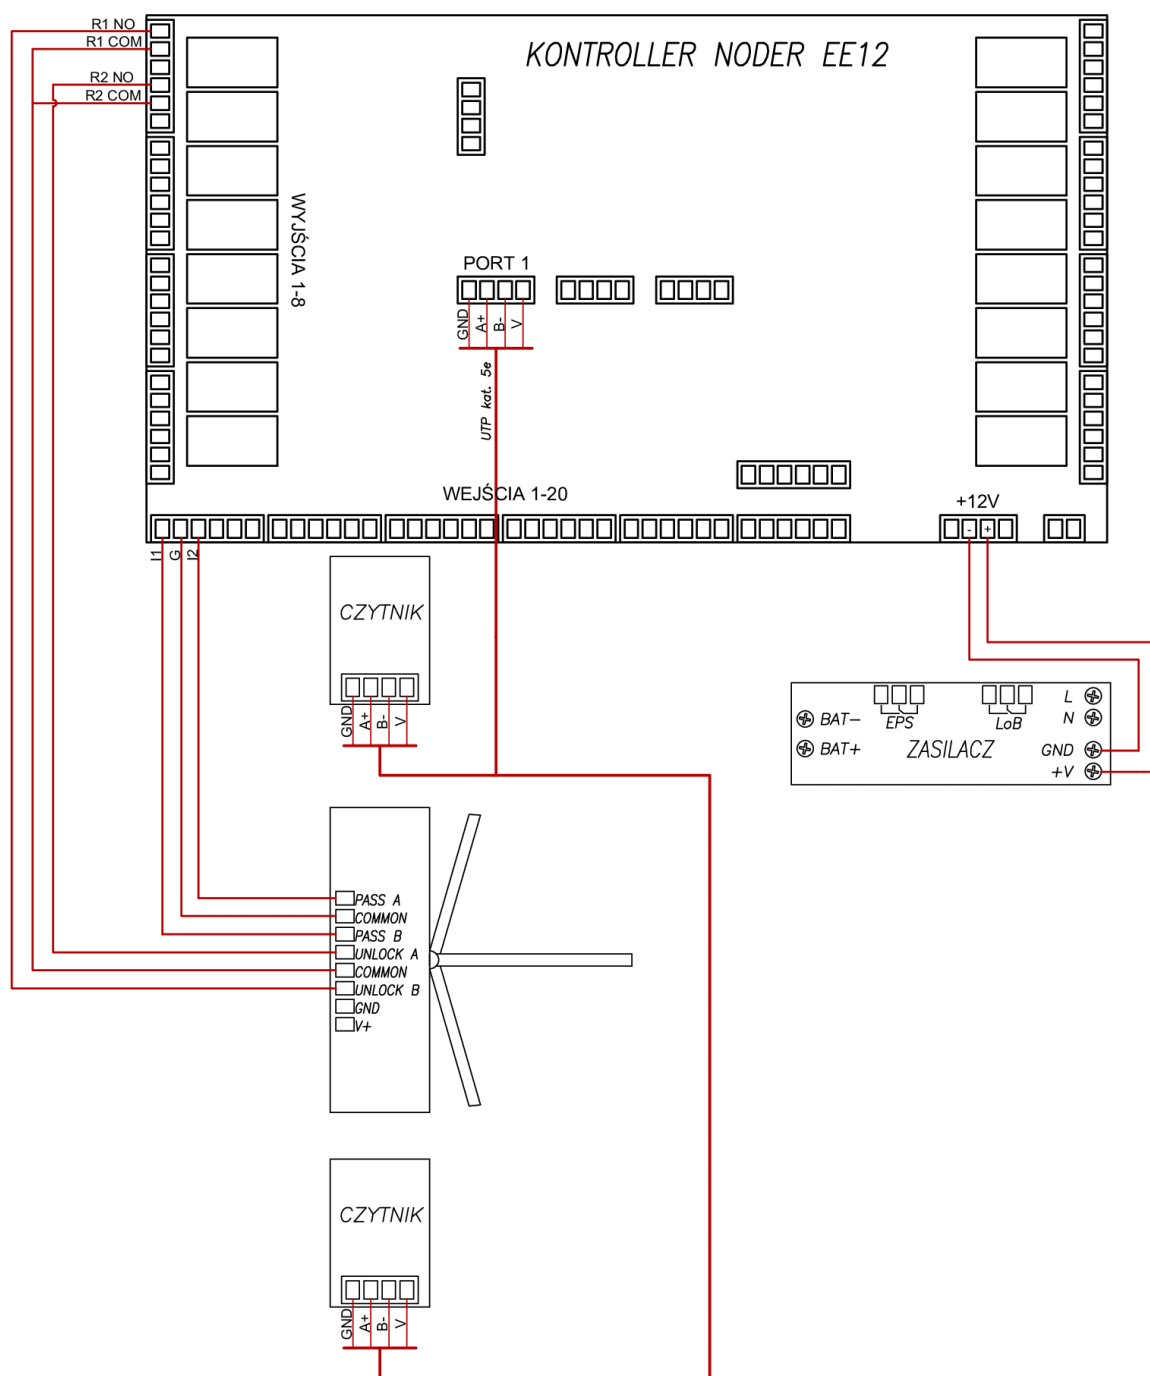 R1 NO
R1 COM
R2 NO
R2 COM
KONTROLLER NODER EE12
WYJŚCIA 1-8
PORT 1
GND
A+
B-
V
UTP kat. 5e
WEJŚCIA 1-20
+12V
- +
I1
G
I2
CZYTNIK
GND
A+
B-
V
EPS
LoB
L
N
BAT-
BAT+
ZASILACZ
GND
+V
PASS A
COMMON
PASS B
UNLOCK A
COMMON
UNLOCK B
GND
V+
CZYTNIK
GND
A+
B-
V